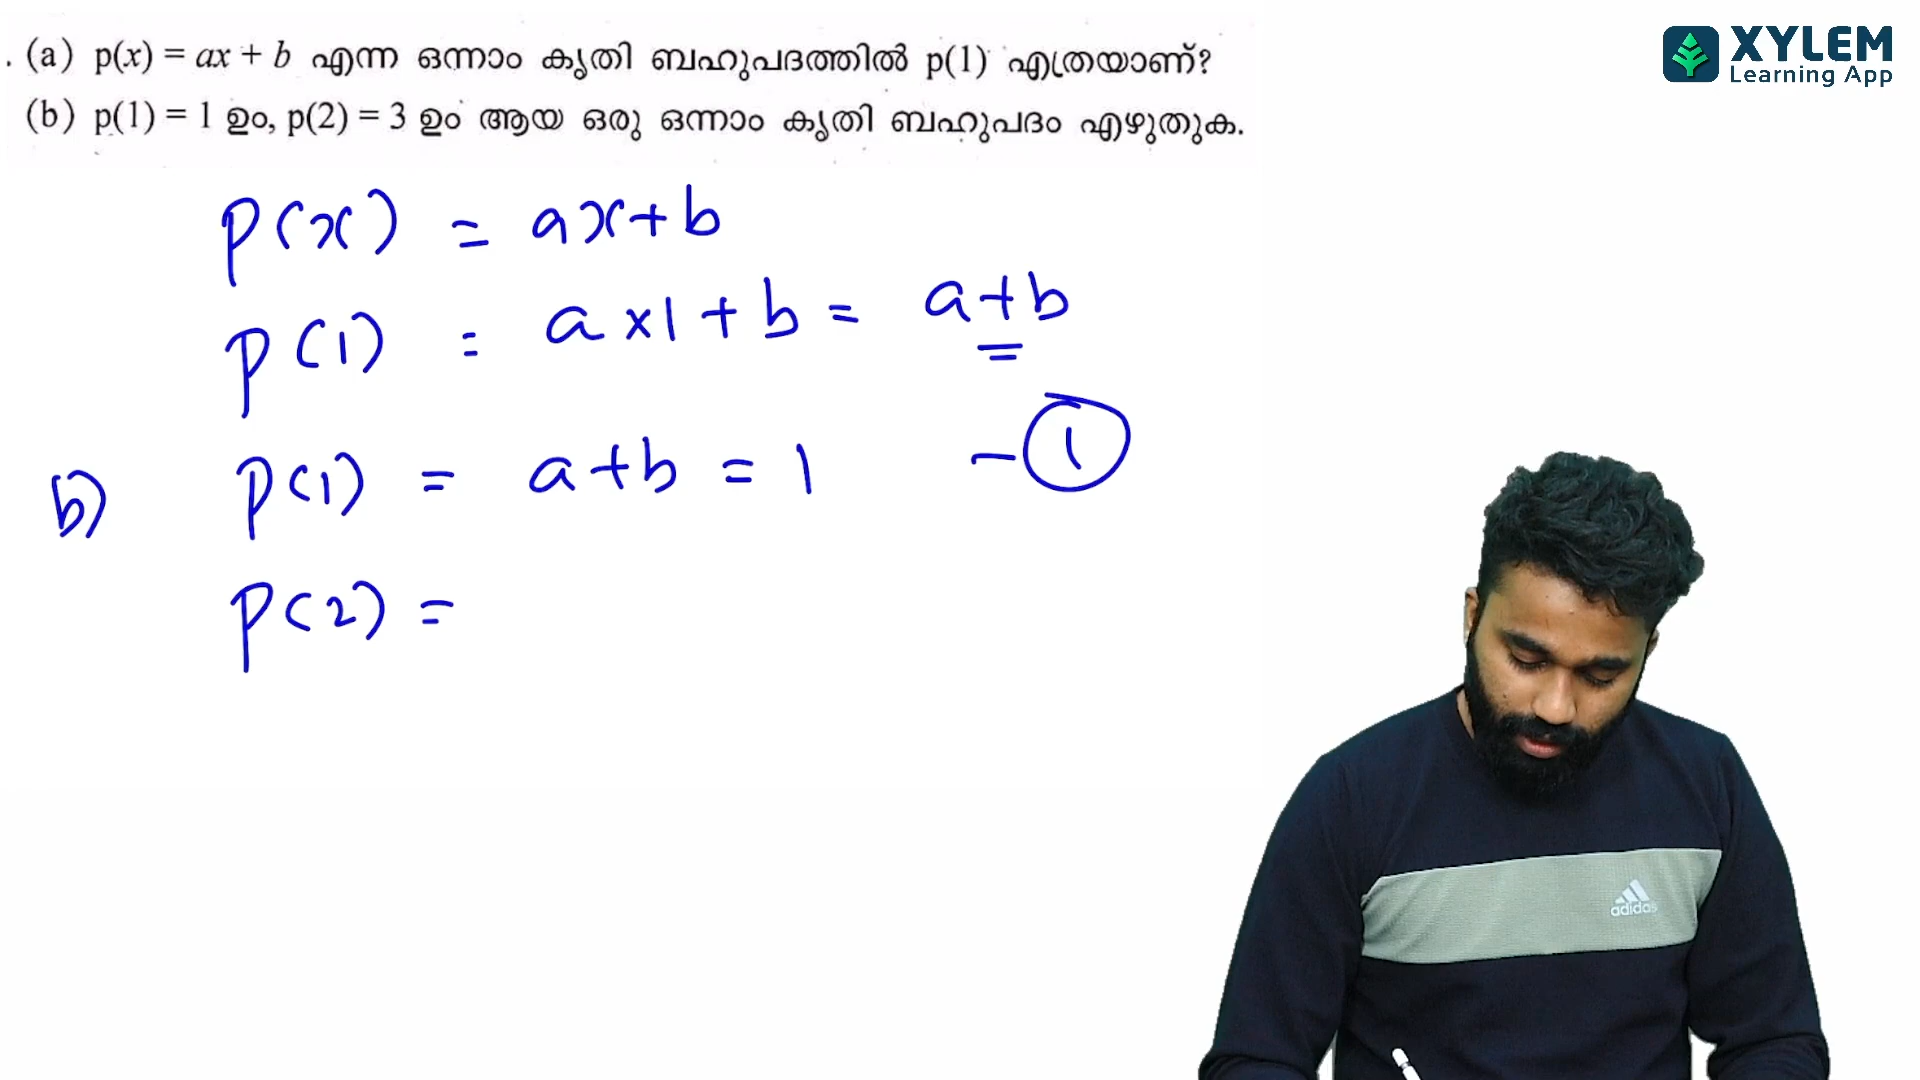 . (a) p(x) = ax + b എന്ന ഒന്നാം കൃതി ബഹുപദത്തിൽ p(1) എത്രയാണ്?
(b) p(1) = 1 ഉം, p(2) = 3 ഉം ആയ ഒരു ഒന്നാം കൃതി ബഹുപദം എഴുതുക.
XYLEM
Learning App
P(x) = ax+b
P(1) = a×1+b = a+b
b) P(1) = a+b = 1 - 1
P(2) =
adidas